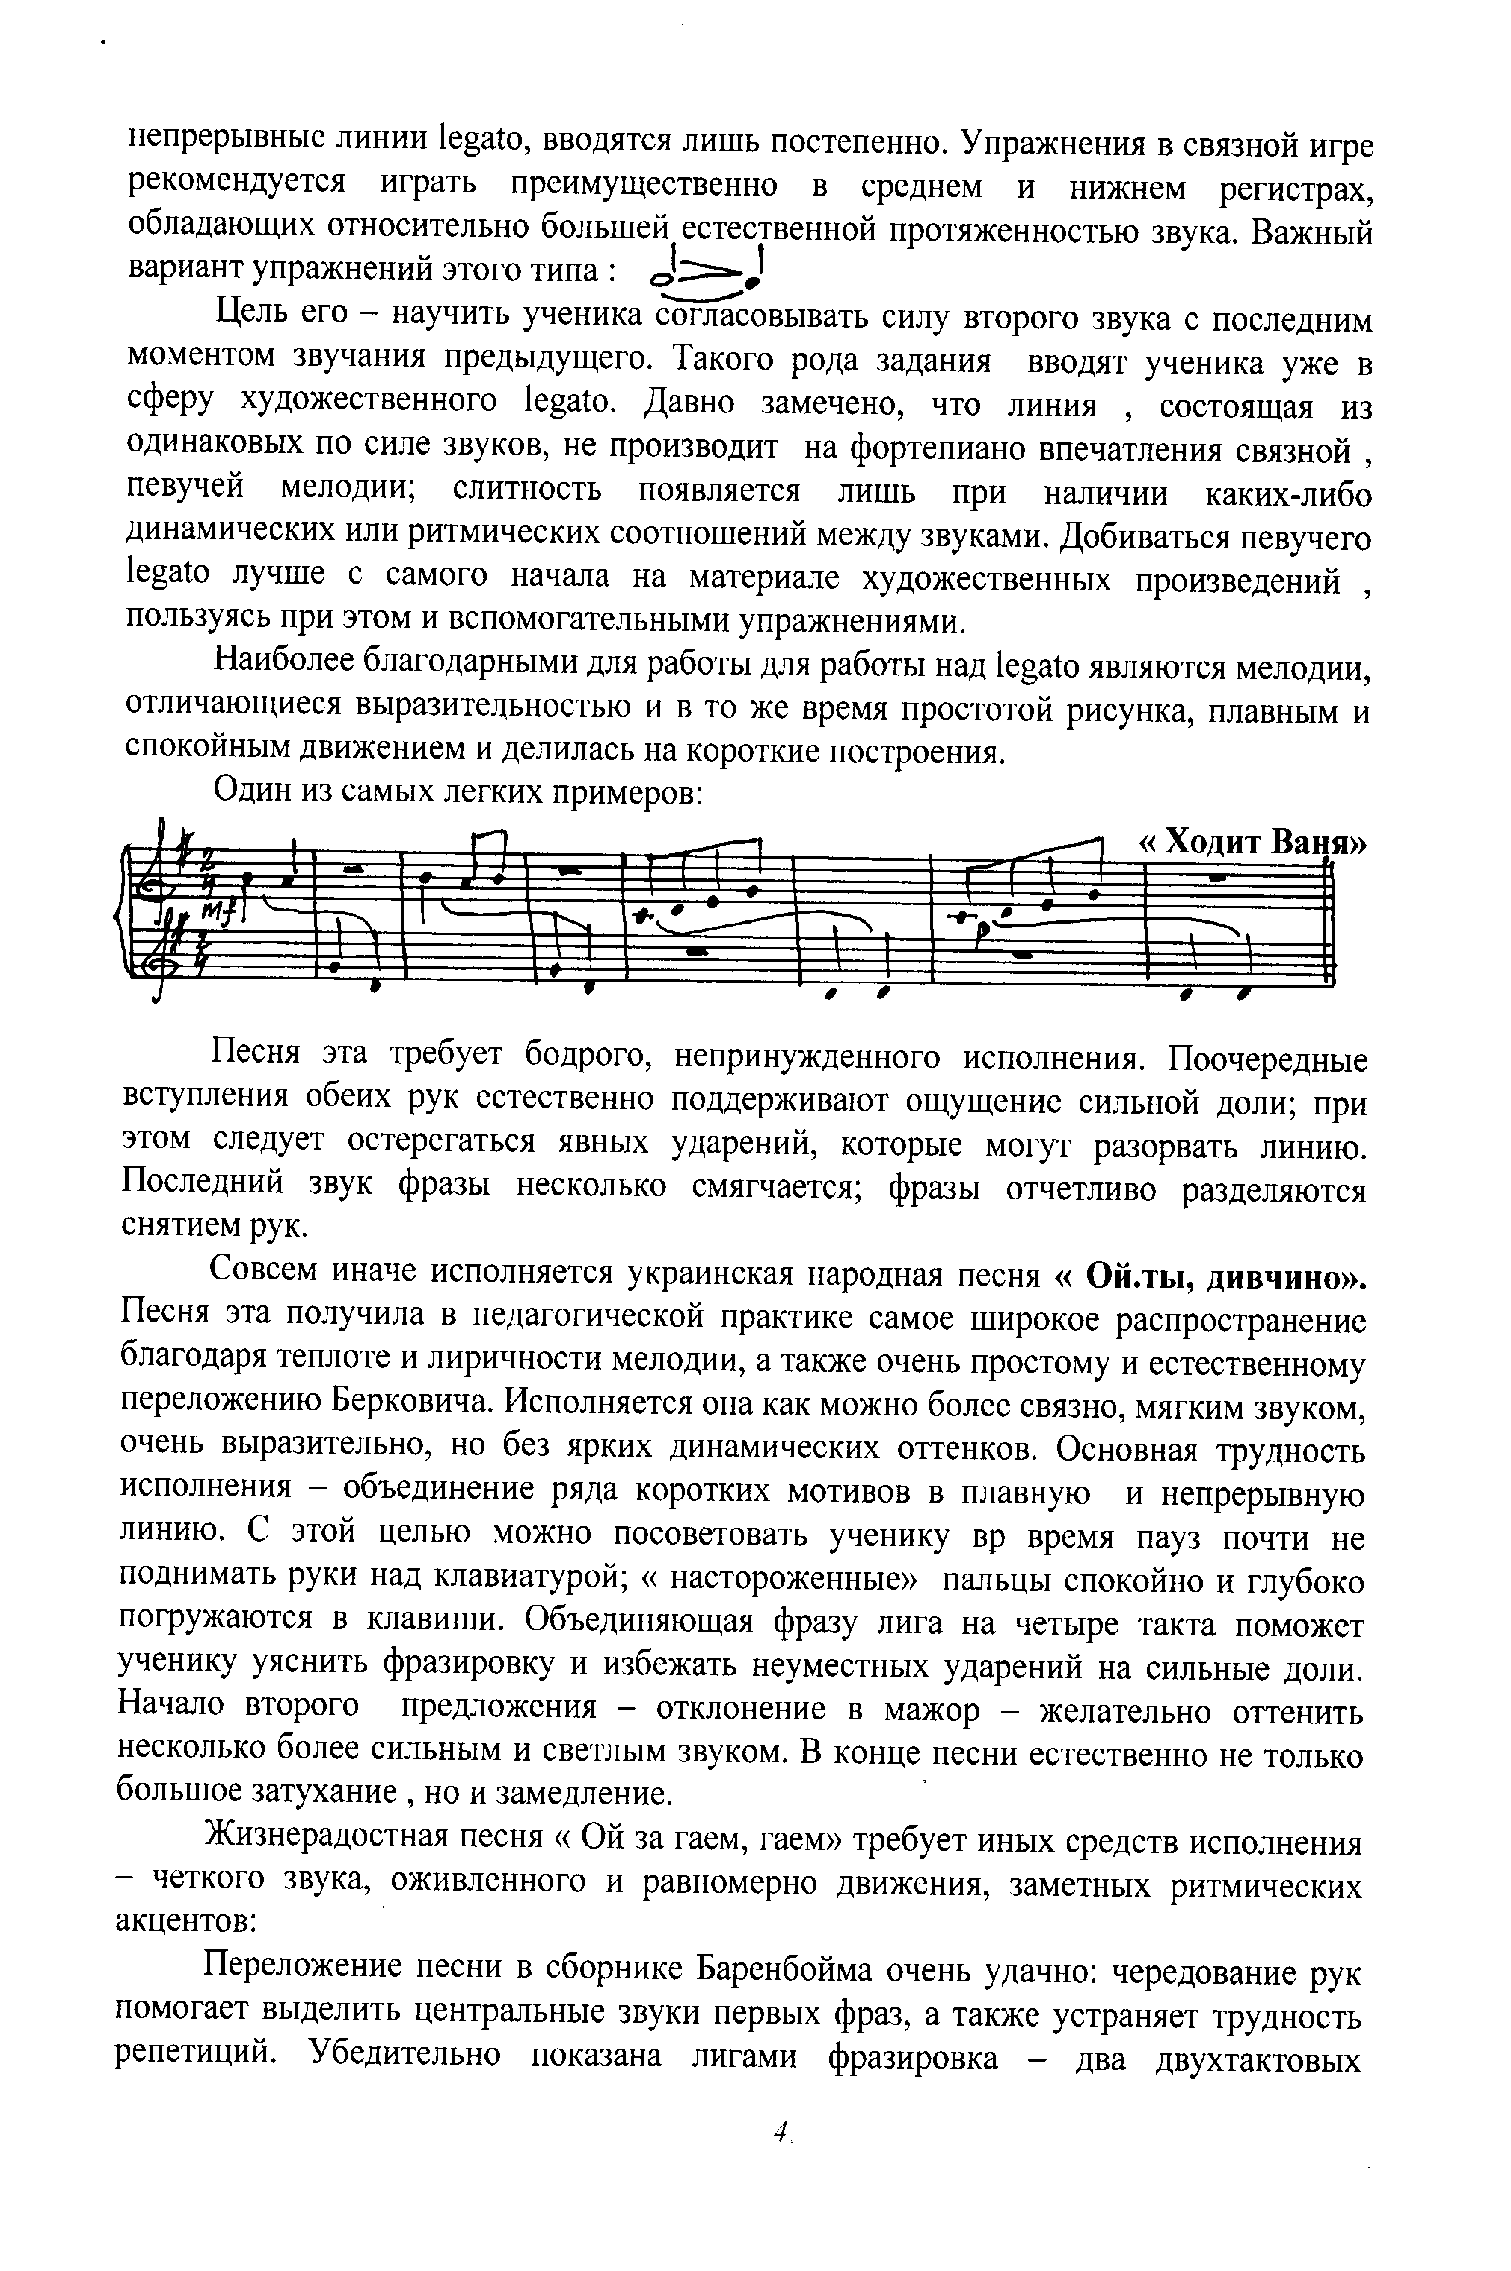 непрерывные линии legato, вводятся лишь постепенно. Упражнения в связной игре
рекомендуется играть преимущественно в среднем и нижнем регистрах,
обладающих относительно большей естественной протяженностью звука. Важный
вариант упражнений этого типа :
Цель его – научить ученика согласовывать силу второго звука с последним
моментом звучания предыдущего. Такого рода задания вводят ученика уже в
сферу художественного legato. Давно замечено, что линия , состоящая из
одинаковых по силе звуков, не производит на фортепиано впечатления связной ,
певучей мелодии; слитность появляется лишь при наличии каких-либо
динамических или ритмических соотношений между звуками. Добиваться певучего
legato лучше с самого начала на материале художественных произведений ,
пользуясь при этом и вспомогательными упражнениями.
Наиболее благодарными для работы для работы над legato являются мелодии,
отличающиеся выразительностью и в то же время простотой рисунка, плавным и
спокойным движением и делилась на короткие построения.
Один из самых легких примеров:
« Ходит Ваня»
2
4
mf
2
4
p
Песня эта требует бодрого, непринужденного исполнения. Поочередные
вступления обеих рук естественно поддерживают ощущение сильной доли; при
этом следует остерегаться явных ударений, которые могут разорвать линию.
Последний звук фразы несколько смягчается; фразы отчетливо разделяются
снятием рук.
Совсем иначе исполняется украинская народная песня « Ой.ты, дивчино».
Песня эта получила в педагогической практике самое широкое распространение
благодаря теплоте и лиричности мелодии, а также очень простому и естественному
переложению Берковича. Исполняется она как можно более связно, мягким звуком,
очень выразительно, но без ярких динамических оттенков. Основная трудность
исполнения – объединение ряда коротких мотивов в плавную и непрерывную
линию. С этой целью можно посоветовать ученику вр время пауз почти не
поднимать руки над клавиатурой; « настороженные» пальцы спокойно и глубоко
погружаются в клавиши. Объединяющая фразу лига на четыре такта поможет
ученику уяснить фразировку и избежать неуместных ударений на сильные доли.
Начало второго предложения – отклонение в мажор – желательно оттенить
несколько более сильным и светлым звуком. В конце песни естественно не только
большое затухание , но и замедление.
Жизнерадостная песня « Ой за гаем, гаем» требует иных средств исполнения
– четкого звука, оживленного и равномерно движения, заметных ритмических
акцентов:
Переложение песни в сборнике Баренбойма очень удачно: чередование рук
помогает выделить центральные звуки первых фраз, а также устраняет трудность
репетиций. Убедительно показана лигами фразировка – два двухтактовых
4.